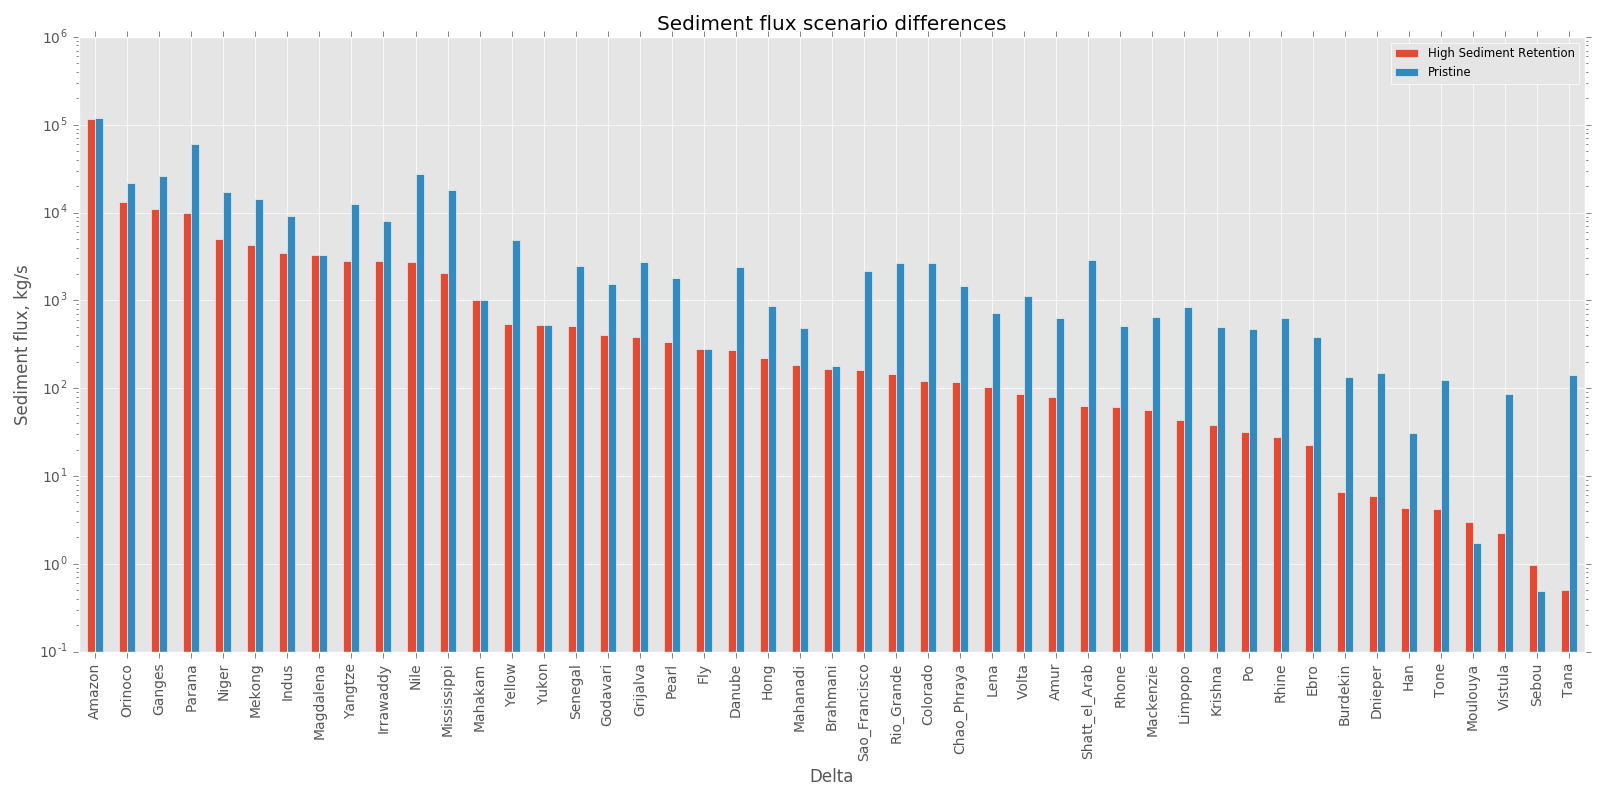 Sediment flux scenario differences
High Sediment Retention
Pristine
Sediment flux, kg/s
10^6
10^5
10^4
10^3
10^2
10^1
10^0
10^-1
Amazon
Orinoco
Ganges
Parana
Niger
Mekong
Indus
Magdalena
Yangtze
Irrawaddy
Nile
Mississippi
Mahakam
Yellow
Yukon
Senegal
Godavari
Grijalva
Pearl
Fly
Danube
Hong
Mahanadi
Brahmani
Sao_Francisco
Rio_Grande
Colorado
Chao_Phraya
Lena
Volta
Amur
Shatt_el_Arab
Rhone
Mackenzie
Limpopo
Krishna
Po
Rhine
Ebro
Burdekin
Dnieper
Han
Tone
Moulouya
Vistula
Sebou
Tana
Delta